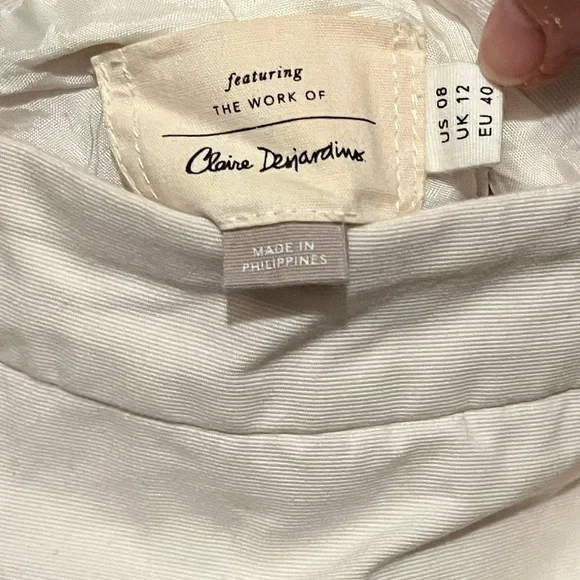 featuring
THE WORK OF
Claire Desjardins
US 08
UK 12
EU 40
MADE IN
PHILIPPINES